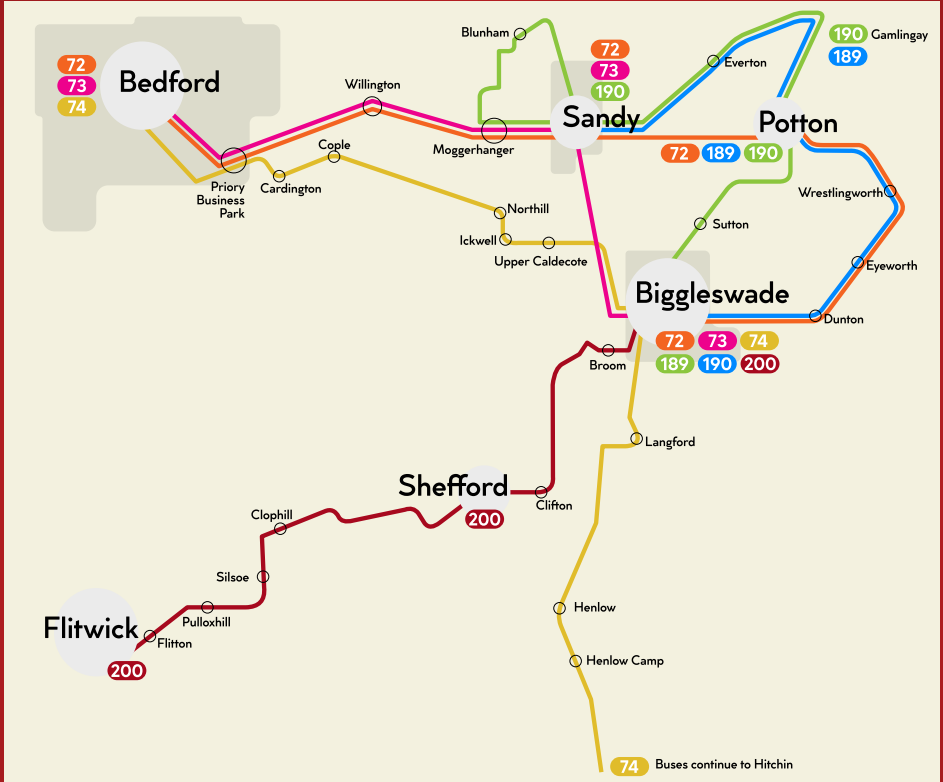 Blunham
72
73
190
190 Gamlingay
189
Everton
72
73
74
Bedford
Willington
Sandy
Potton
Moggerhanger
72 189 190
Cople
Priory
Business
Park
Cardington
Wrestlingworth
Northill
Sutton
Ickwell
Upper Caldecote
Eyeworth
Biggleswade
Dunton
72 73 74
189 190 200
Broom
Langford
Shefford
Clifton
200
Clophill
Silsoe
Henlow
Pulloxhill
Flitwick
Flitton
Henlow Camp
200
74 Buses continue to Hitchin